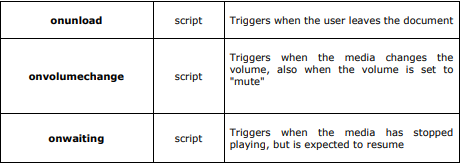 onunload script Triggers when the user leaves the document
onvolumechange script Triggers when the media changes the
volume, also when the volume is set to
"mute"
onwaiting script Triggers when the media has stopped
playing, but is expected to resume